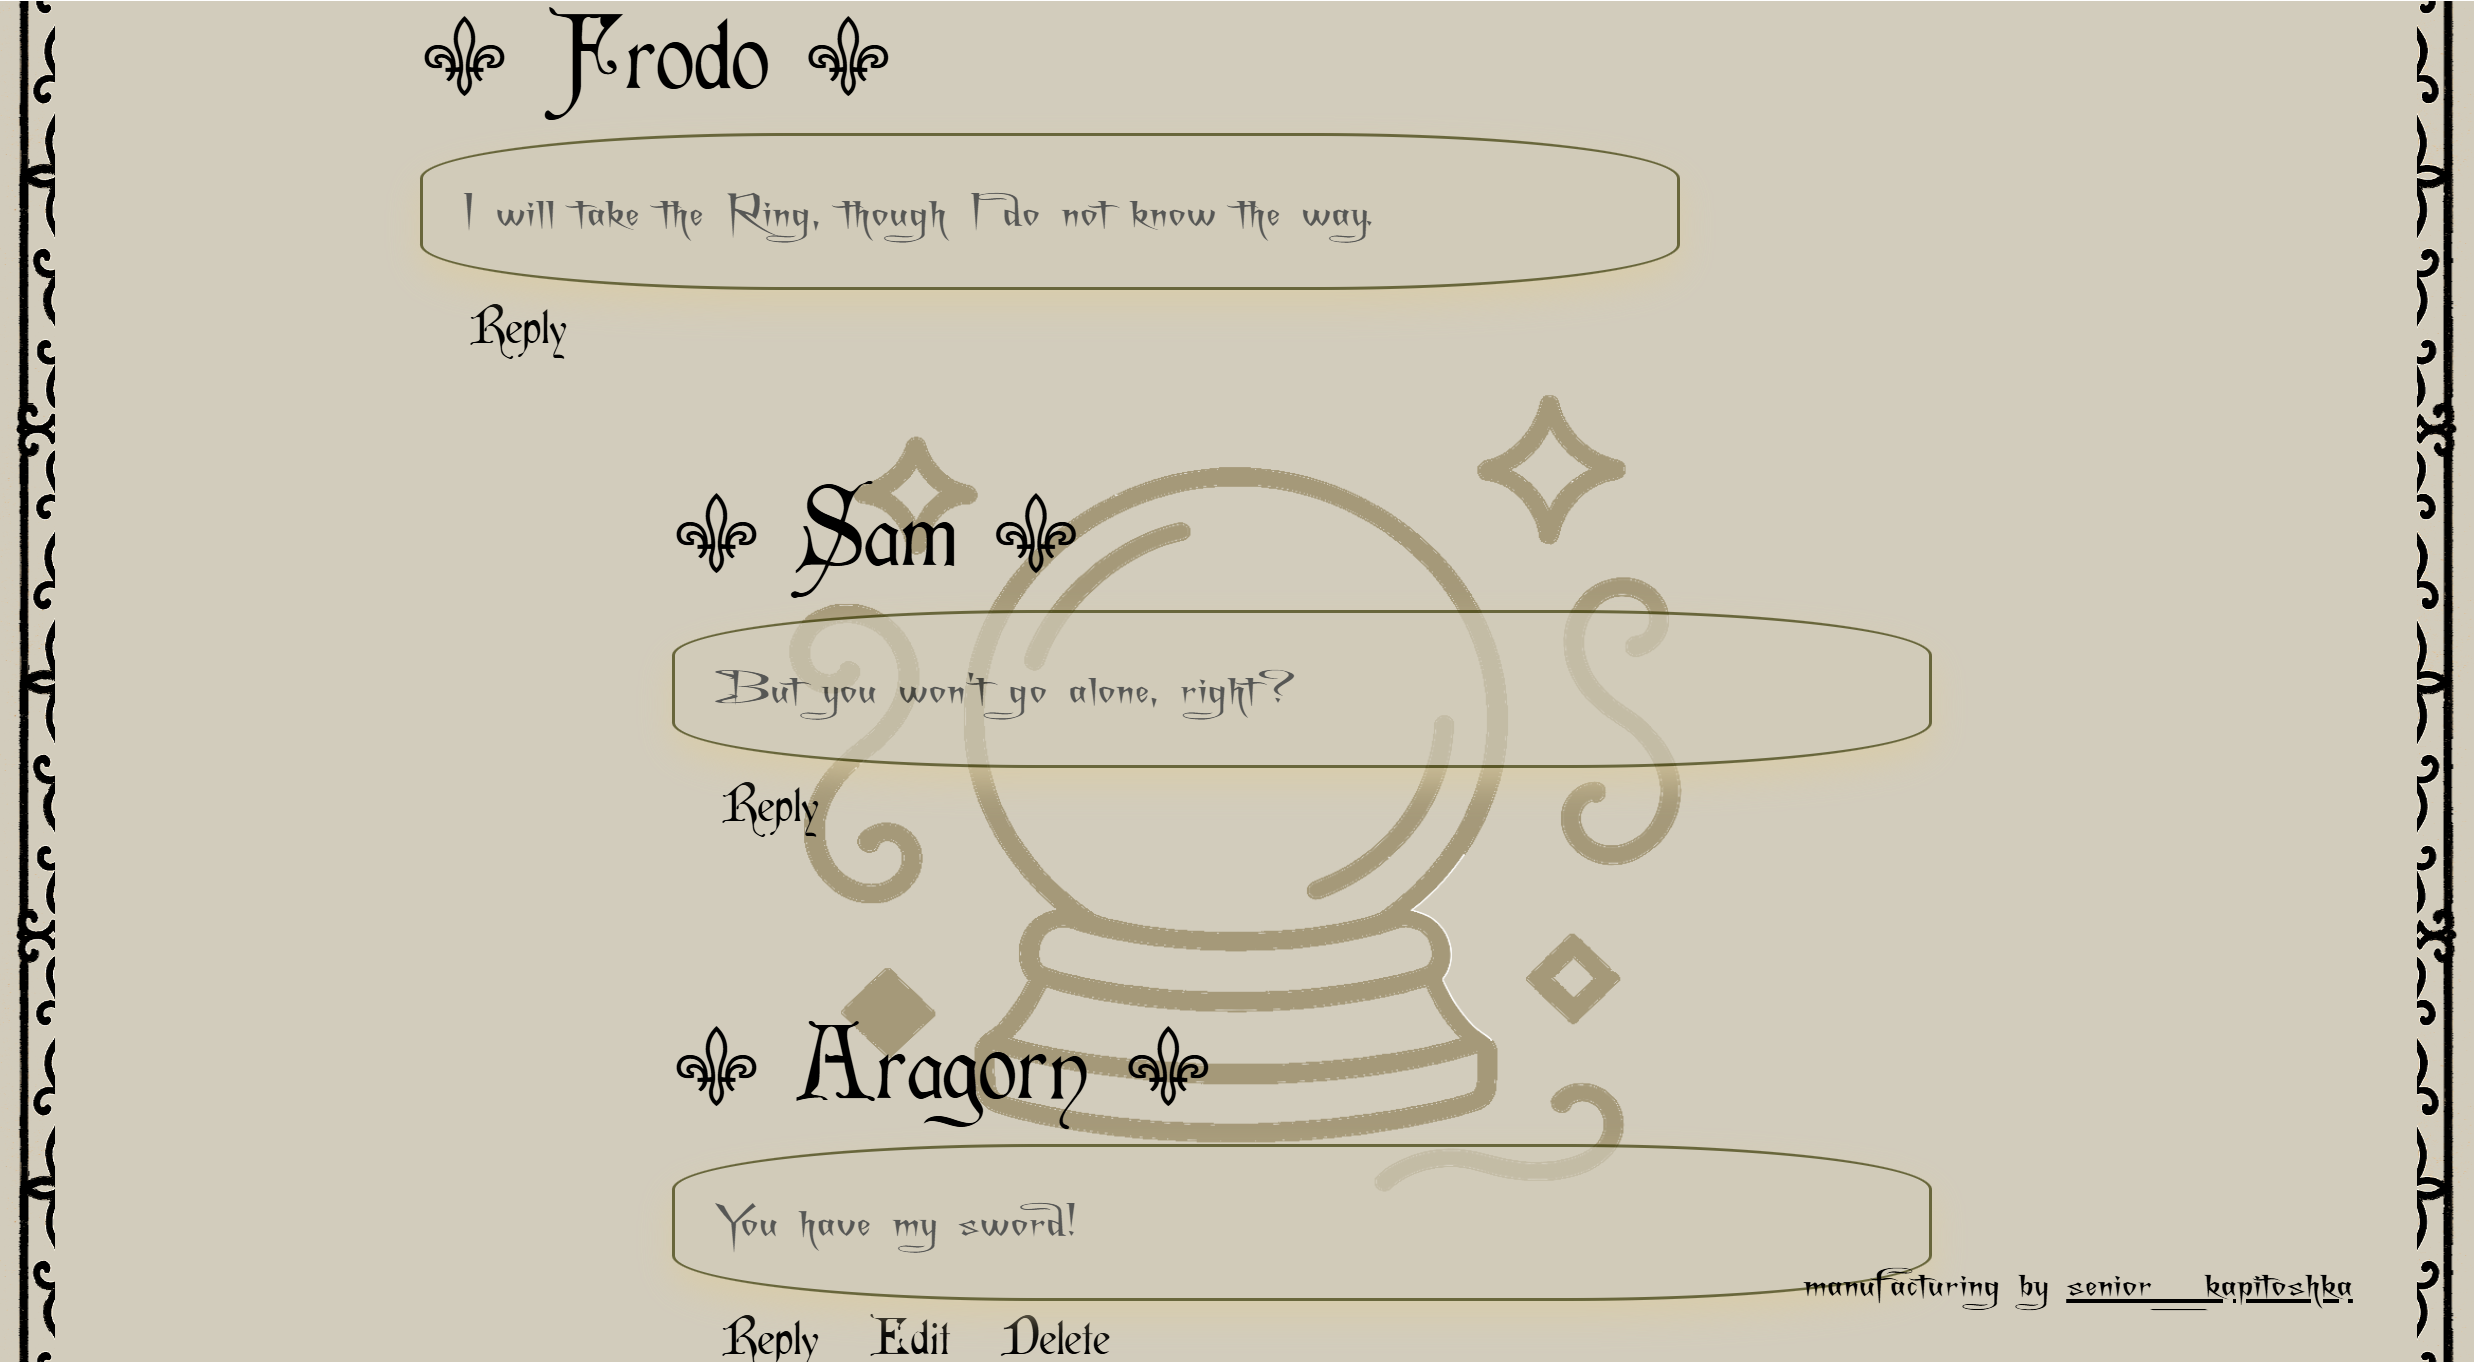 Frodo
I will take the Ring, though I do not know the way.
Reply
Sam
But you won't go alone, right?
Reply
Aragorn
You have my sword!
manufacturing by senior__kapitoshka
Reply Edit Delete